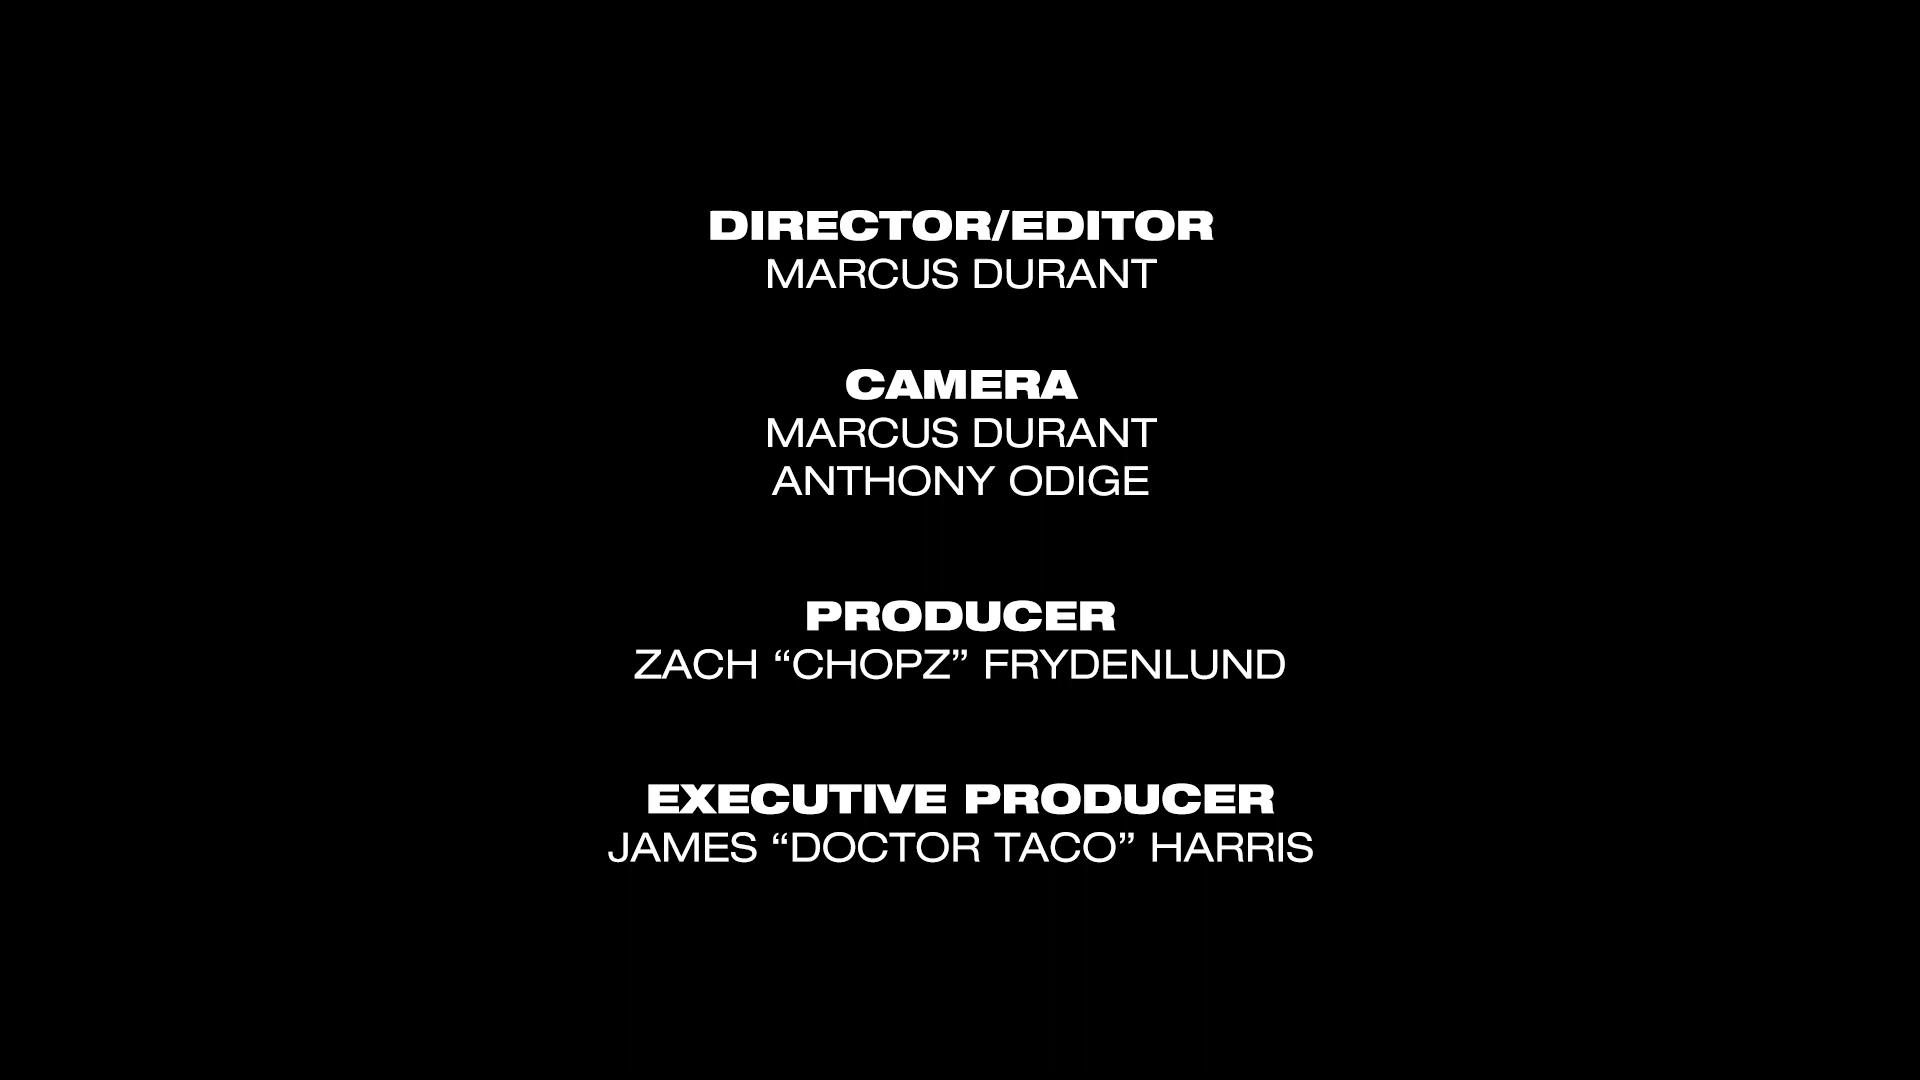 DIRECTOR/EDITOR
MARCUS DURANT
CAMERA
MARCUS DURANT
ANTHONY ODIGE
PRODUCER
ZACH “CHOPZ” FRYDENLUND
EXECUTIVE PRODUCER
JAMES “DOCTOR TACO” HARRIS